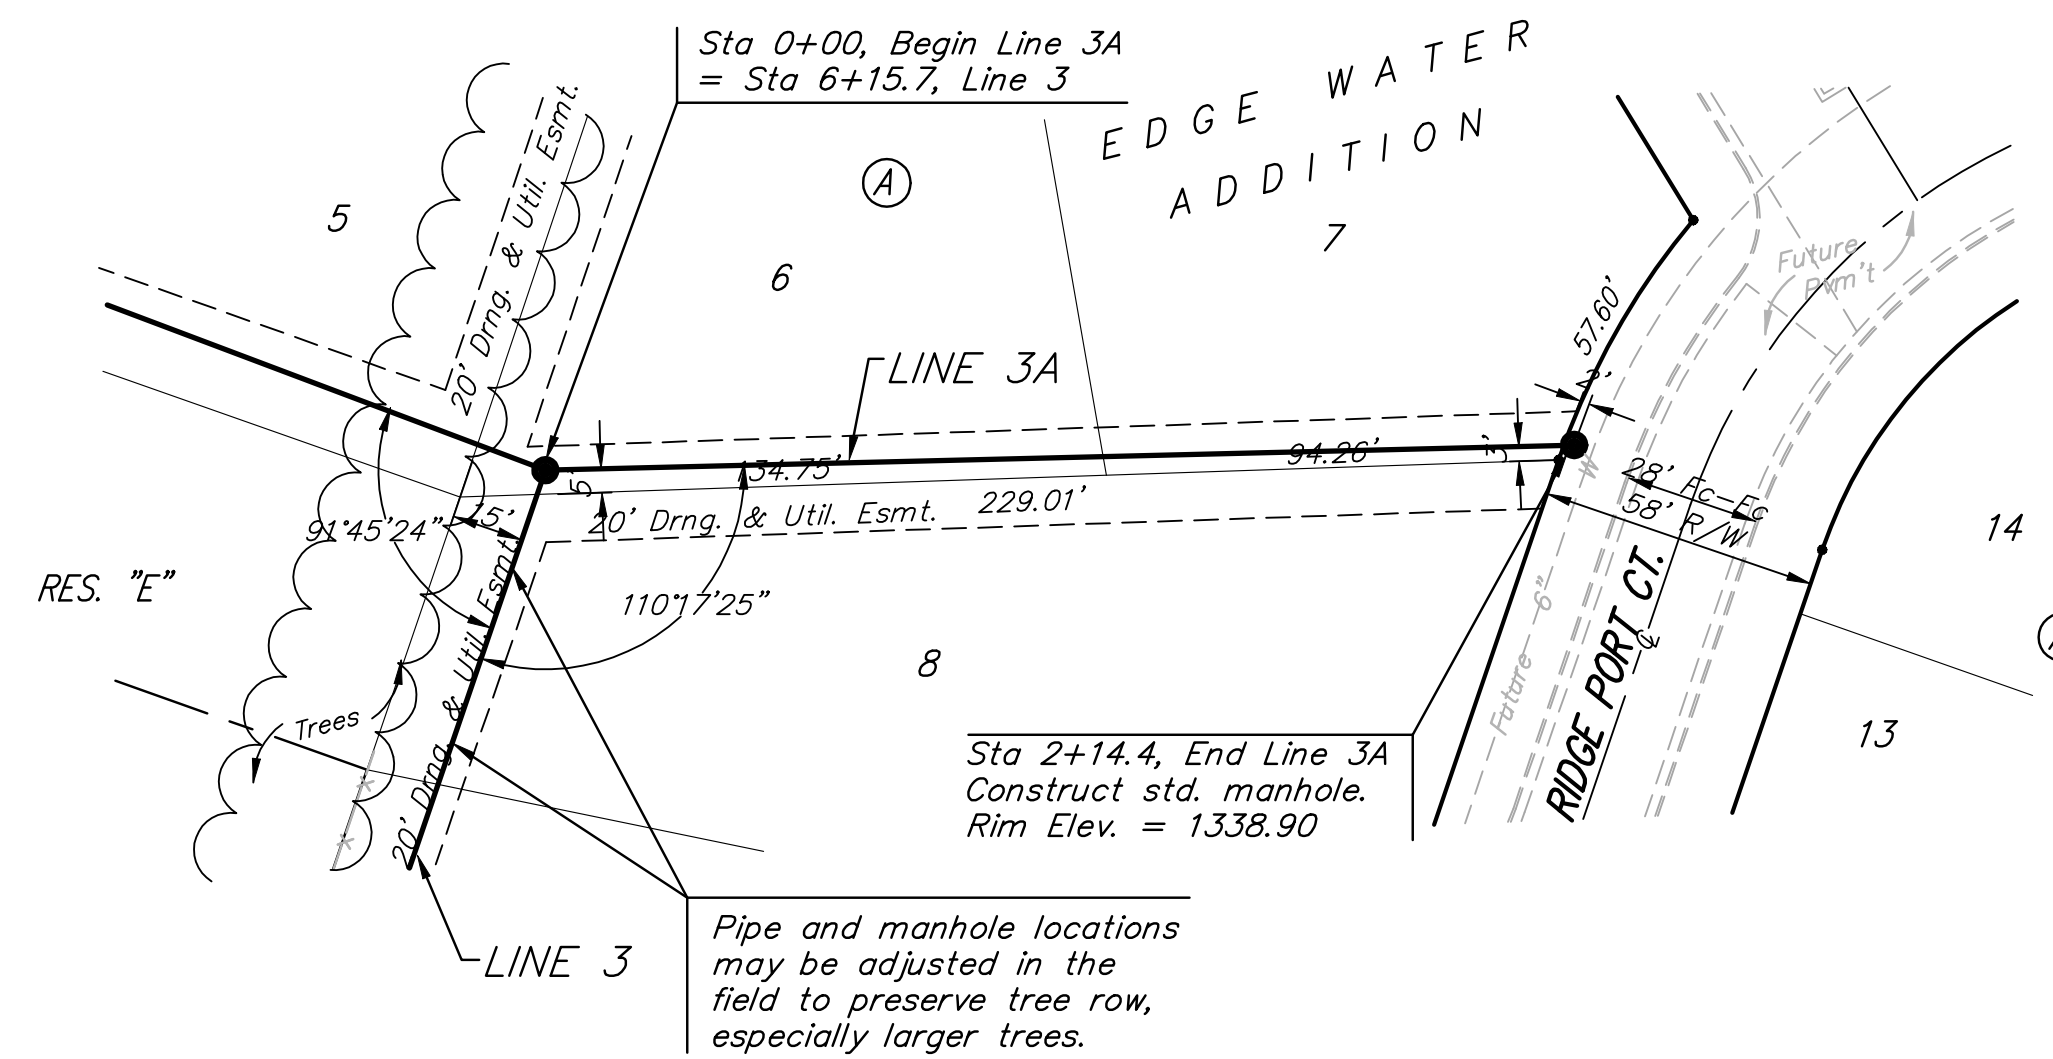 Sta 0+00, Begin Line 3A
= Sta 6+15.7, Line 3
EDGE WATER
ADDITION
A
5
6
7
20' Drng. & Util. Esmt.
Future
Pvm't
57.60'
LINE 3A
2'
134.75'
94.26'
3'
5'
W
28' Fc-Fc
58' R/W
20' Drng. & Util. Esmt.
229.01'
91°45'24"
15'
14
RES. "E"
110°17'25"
20' Drng. & Util. Esmt.
8
Future 6"
RIDGE PORT CT.
℄
Trees
13
Sta 2+14.4, End Line 3A
Construct std. manhole.
Rim Elev. = 1338.90
LINE 3
Pipe and manhole locations
may be adjusted in the
field to preserve tree row,
especially larger trees.